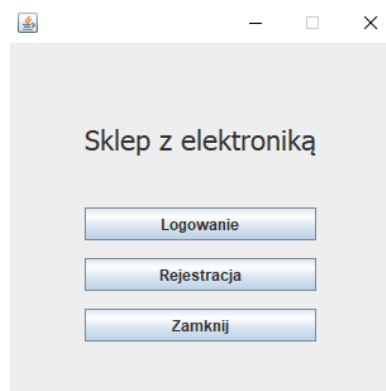 Sklep z elektroniką
Logowanie
Rejestracja
Zamknij